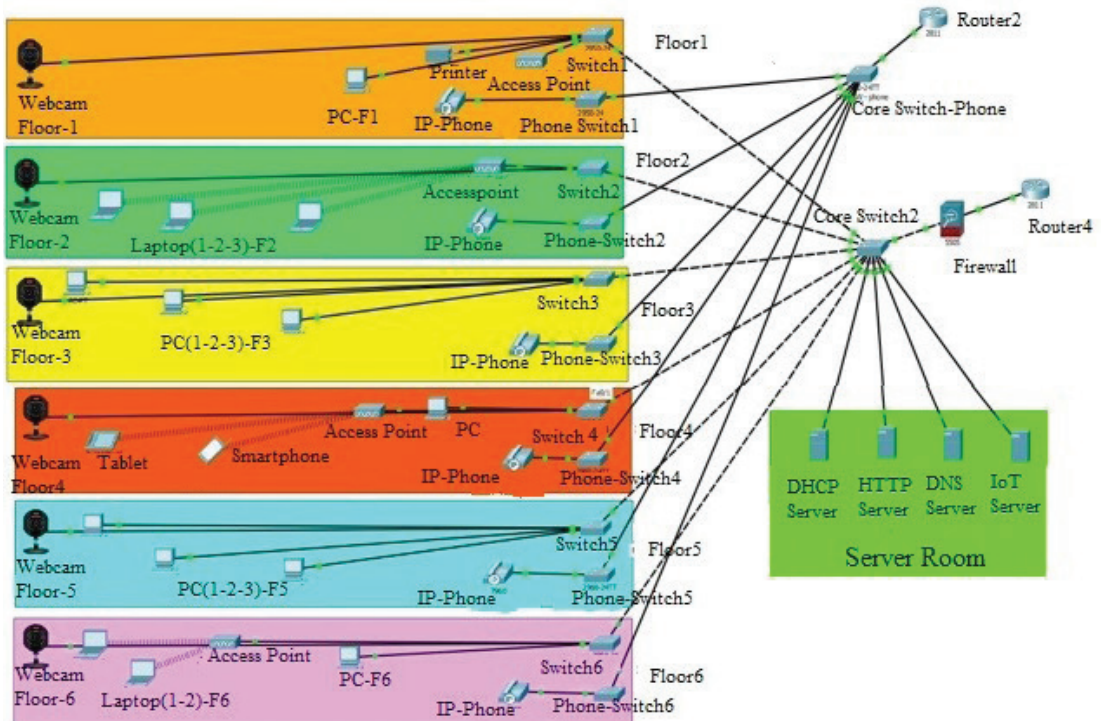 Router2
2811
Floor1
Printer
Switch1
Access Point
Webcam
Floor-1
PC-F1
IP-Phone
2950-24
Phone Switch1
Core Switch-Phone
Floor2
Accesspoint
Switch2
Webcam
Floor-2
Laptop(1-2-3)-F2
IP-Phone
Phone-Switch2
Core Switch2
2811
Router4
Firewall
Switch3
Floor3
Webcam
Floor-3
PC(1-2-3)-F3
IP-Phone
Phone-Switch3
Access Point
PC
Switch 4
Floor4
Webcam
Floor4
Tablet
Smartphone
IP-Phone
Phone-Switch4
DHCP
Server
HTTP
Server
DNS
Server
IoT
Server
Server Room
Switch5
Floor5
Webcam
Floor-5
PC(1-2-3)-F5
IP-Phone
Phone-Switch5
Access Point
Switch6
Webcam
Floor-6
Laptop(1-2)-F6
PC-F6
Floor6
IP-Phone
Phone-Switch6